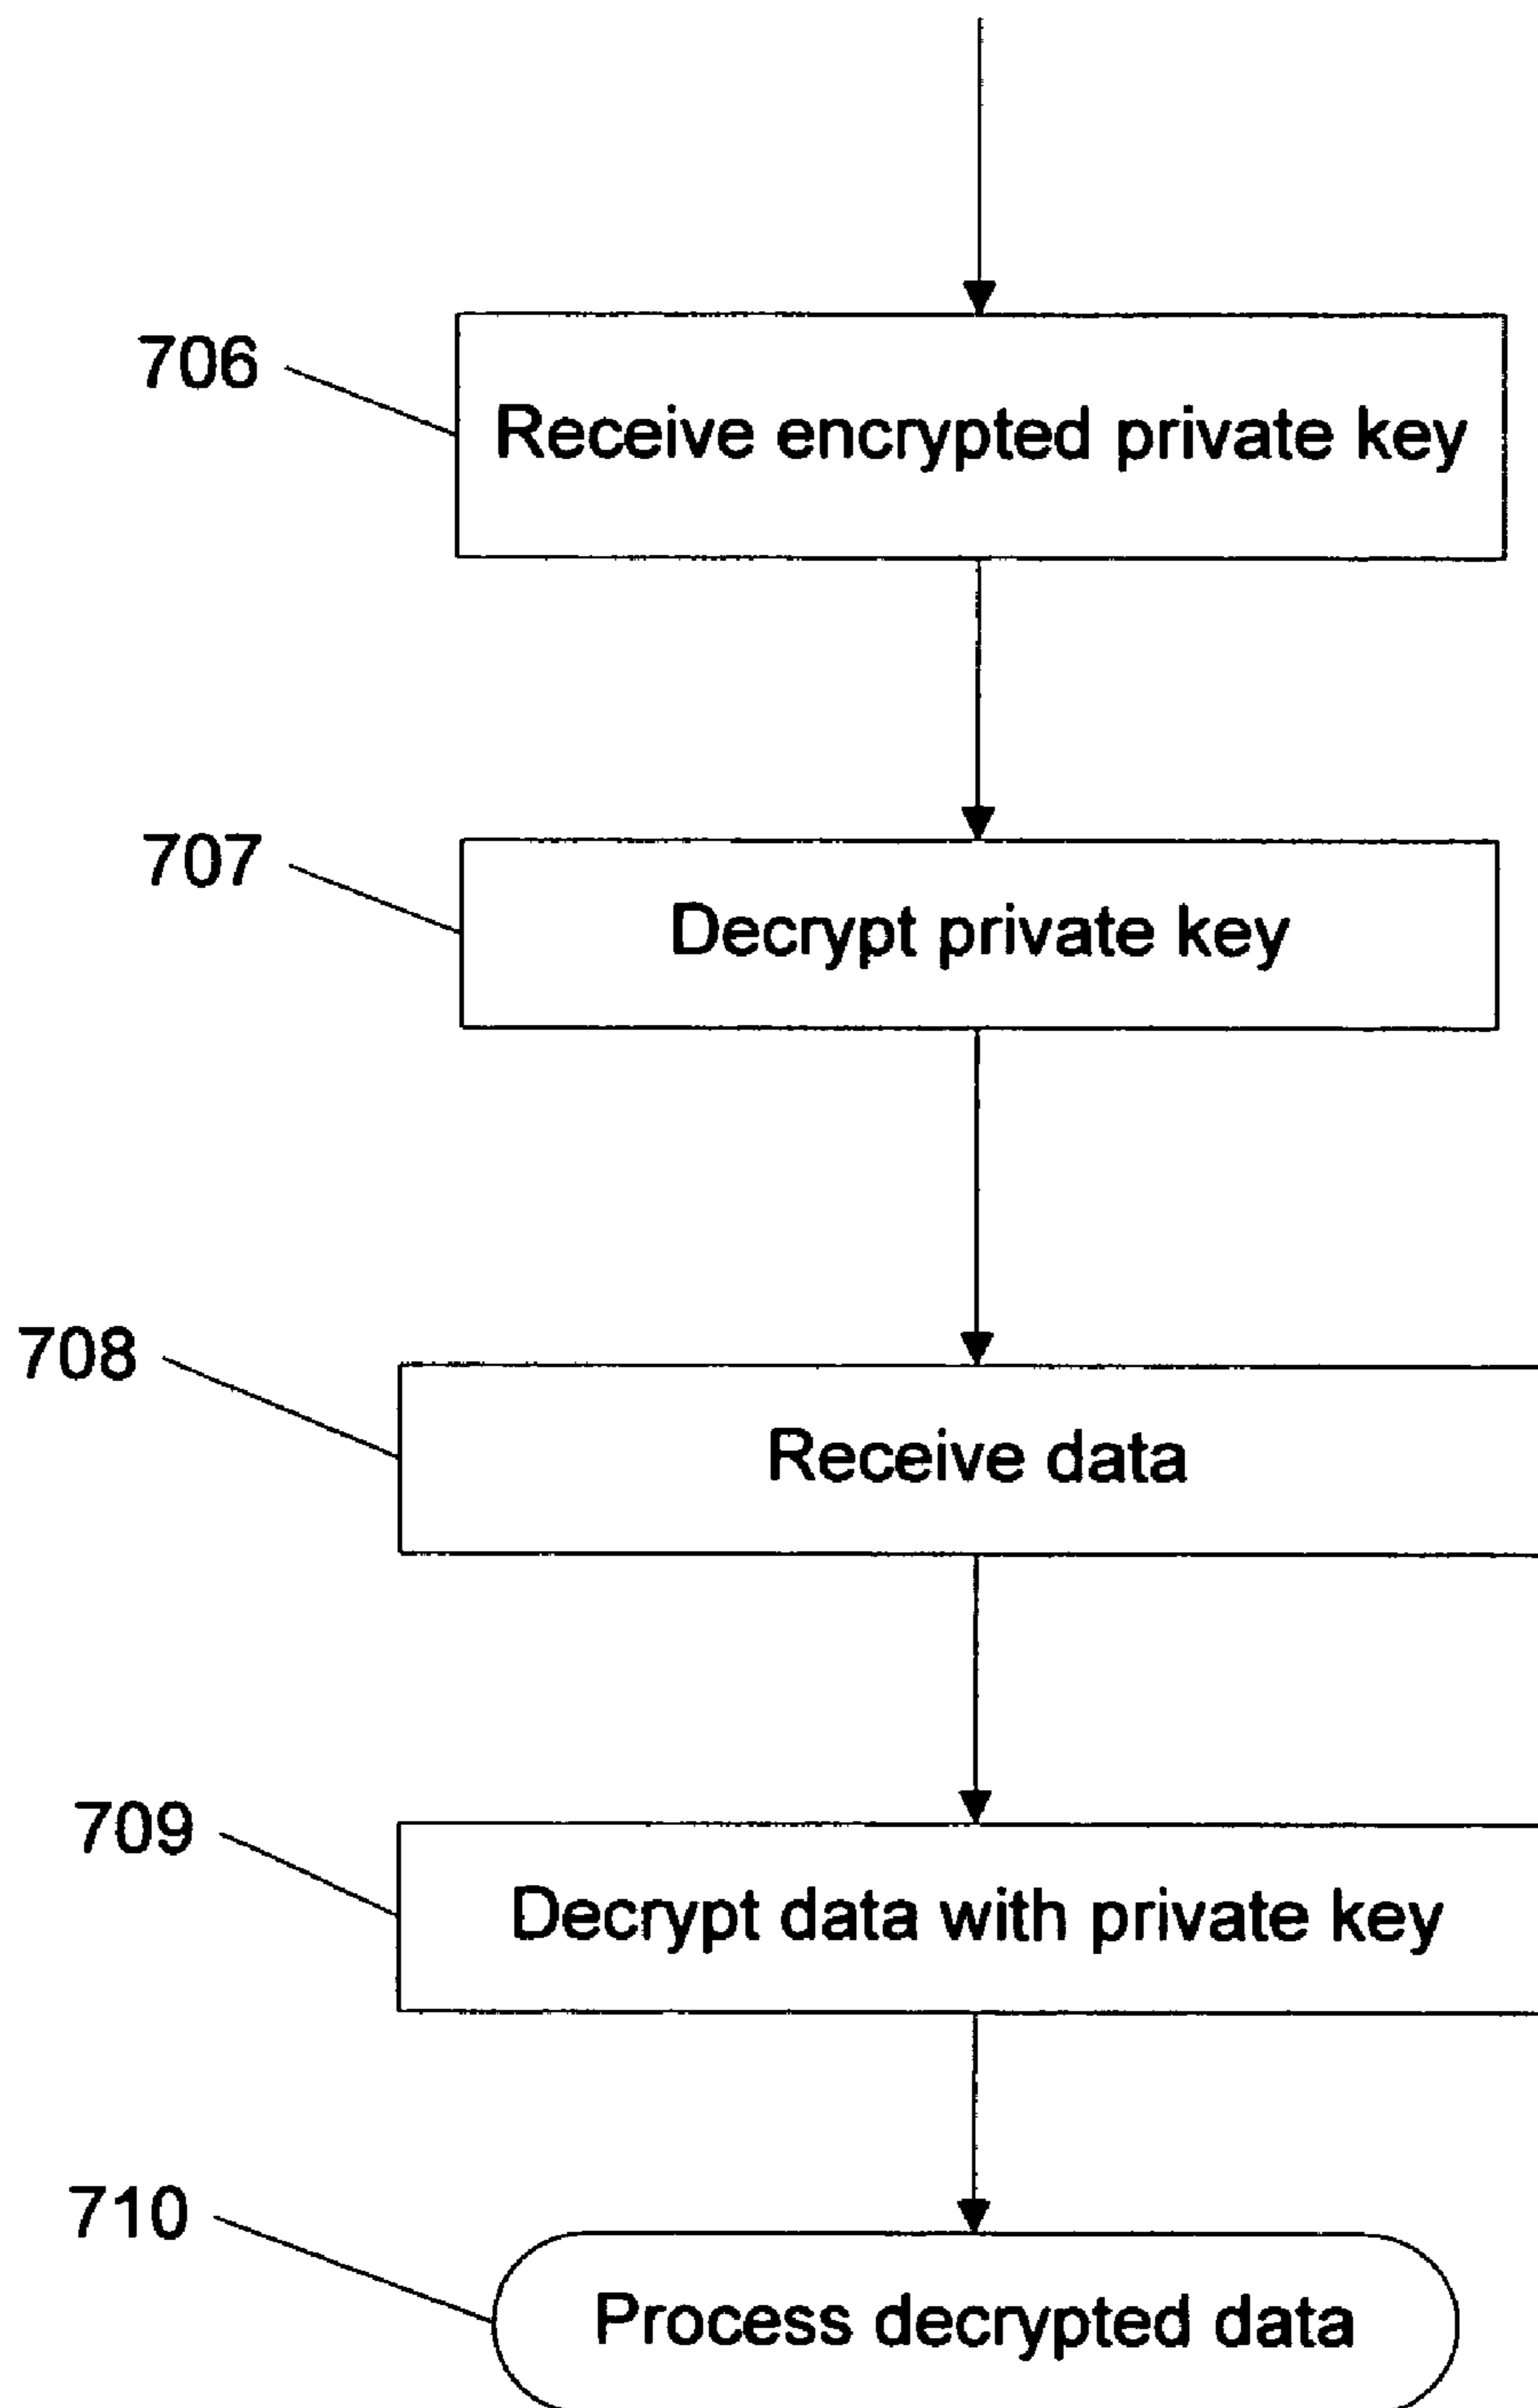 706
Receive encrypted private key
707
Decrypt private key
708
Receive data
709
Decrypt data with private key
710
Process decrypted data